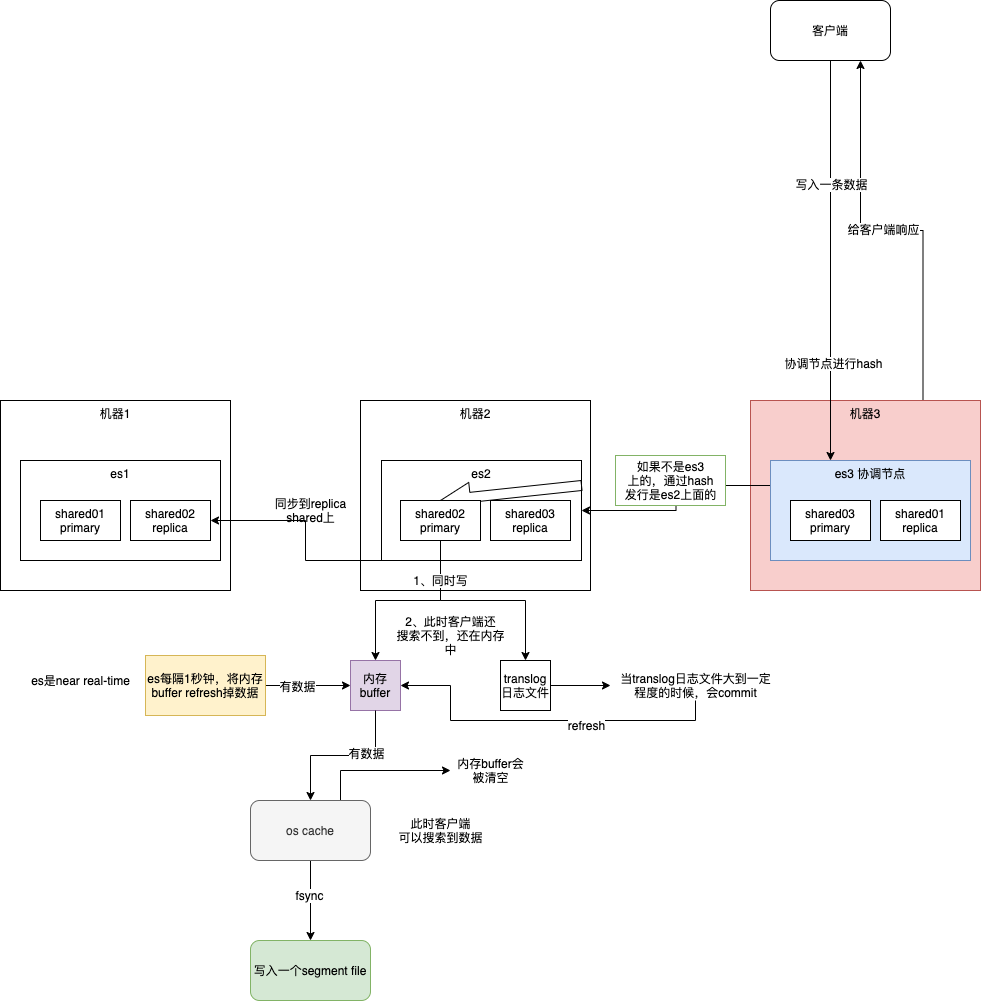 客户端
写入一条数据
给客户端响应
协调节点进行hash
机器1
机器2
机器3
es1
es2
es3 协调节点
如果不是es3
上的，通过hash
发行是es2上面的
shared01
primary
shared02
replica
同步到replica
shared上
shared02
primary
shared03
replica
shared03
primary
shared01
replica
1、同时写
2、此时客户端还
搜索不到，还在内存
中
es是near real-time
es每隔1秒钟，将内存
buffer refresh掉数据
有数据
内存
buffer
translog
日志文件
当translog日志文件大到一定
程度的时候，会commit
refresh
有数据
内存buffer会
被清空
os cache
此时客户端
可以搜索到数据
fsync
写入一个segment file